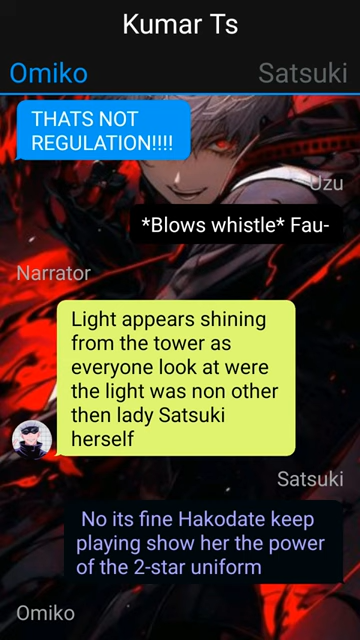 Kumar Ts
Omiko
Satsuki
THATS NOT
REGULATION!!!!
Uzu
*Blows whistle* Fau-
Narrator
Light appears shining
from the tower as
everyone look at were
the light was non other
then lady Satsuki
herself
Satsuki
No its fine Hakodate keep
playing show her the power
of the 2-star uniform
Omiko